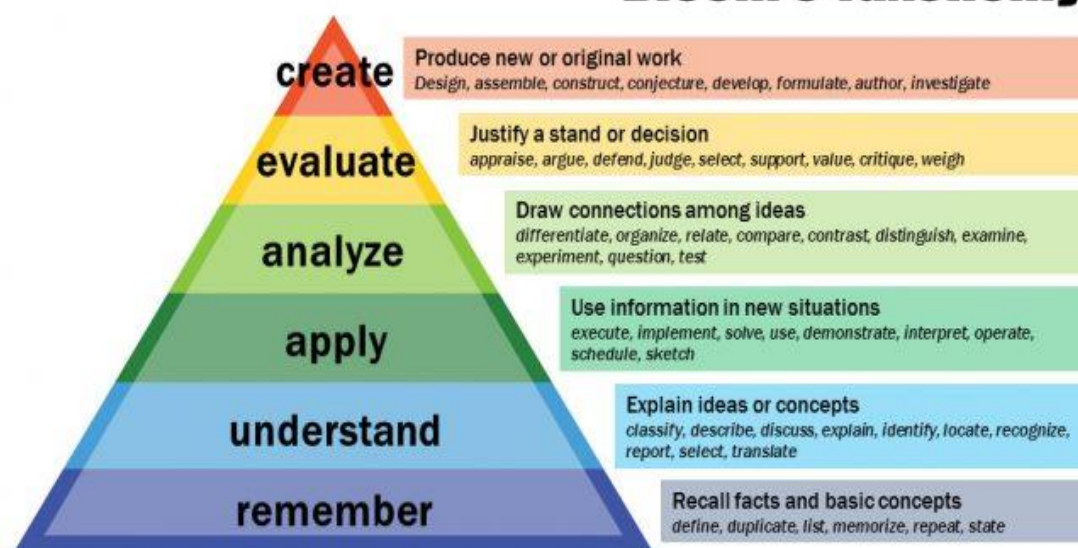 create
Produce new or original work
Design, assemble, construct, conjecture, develop, formulate, author, investigate
evaluate
Justify a stand or decision
appraise, argue, defend, judge, select, support, value, critique, weigh
analyze
Draw connections among ideas
differentiate, organize, relate, compare, contrast, distinguish, examine,
experiment, question, test
apply
Use information in new situations
execute, implement, solve, use, demonstrate, interpret, operate,
schedule, sketch
understand
Explain ideas or concepts
classify, describe, discuss, explain, identify, locate, recognize,
report, select, translate
remember
Recall facts and basic concepts
define, duplicate, list, memorize, repeat, state